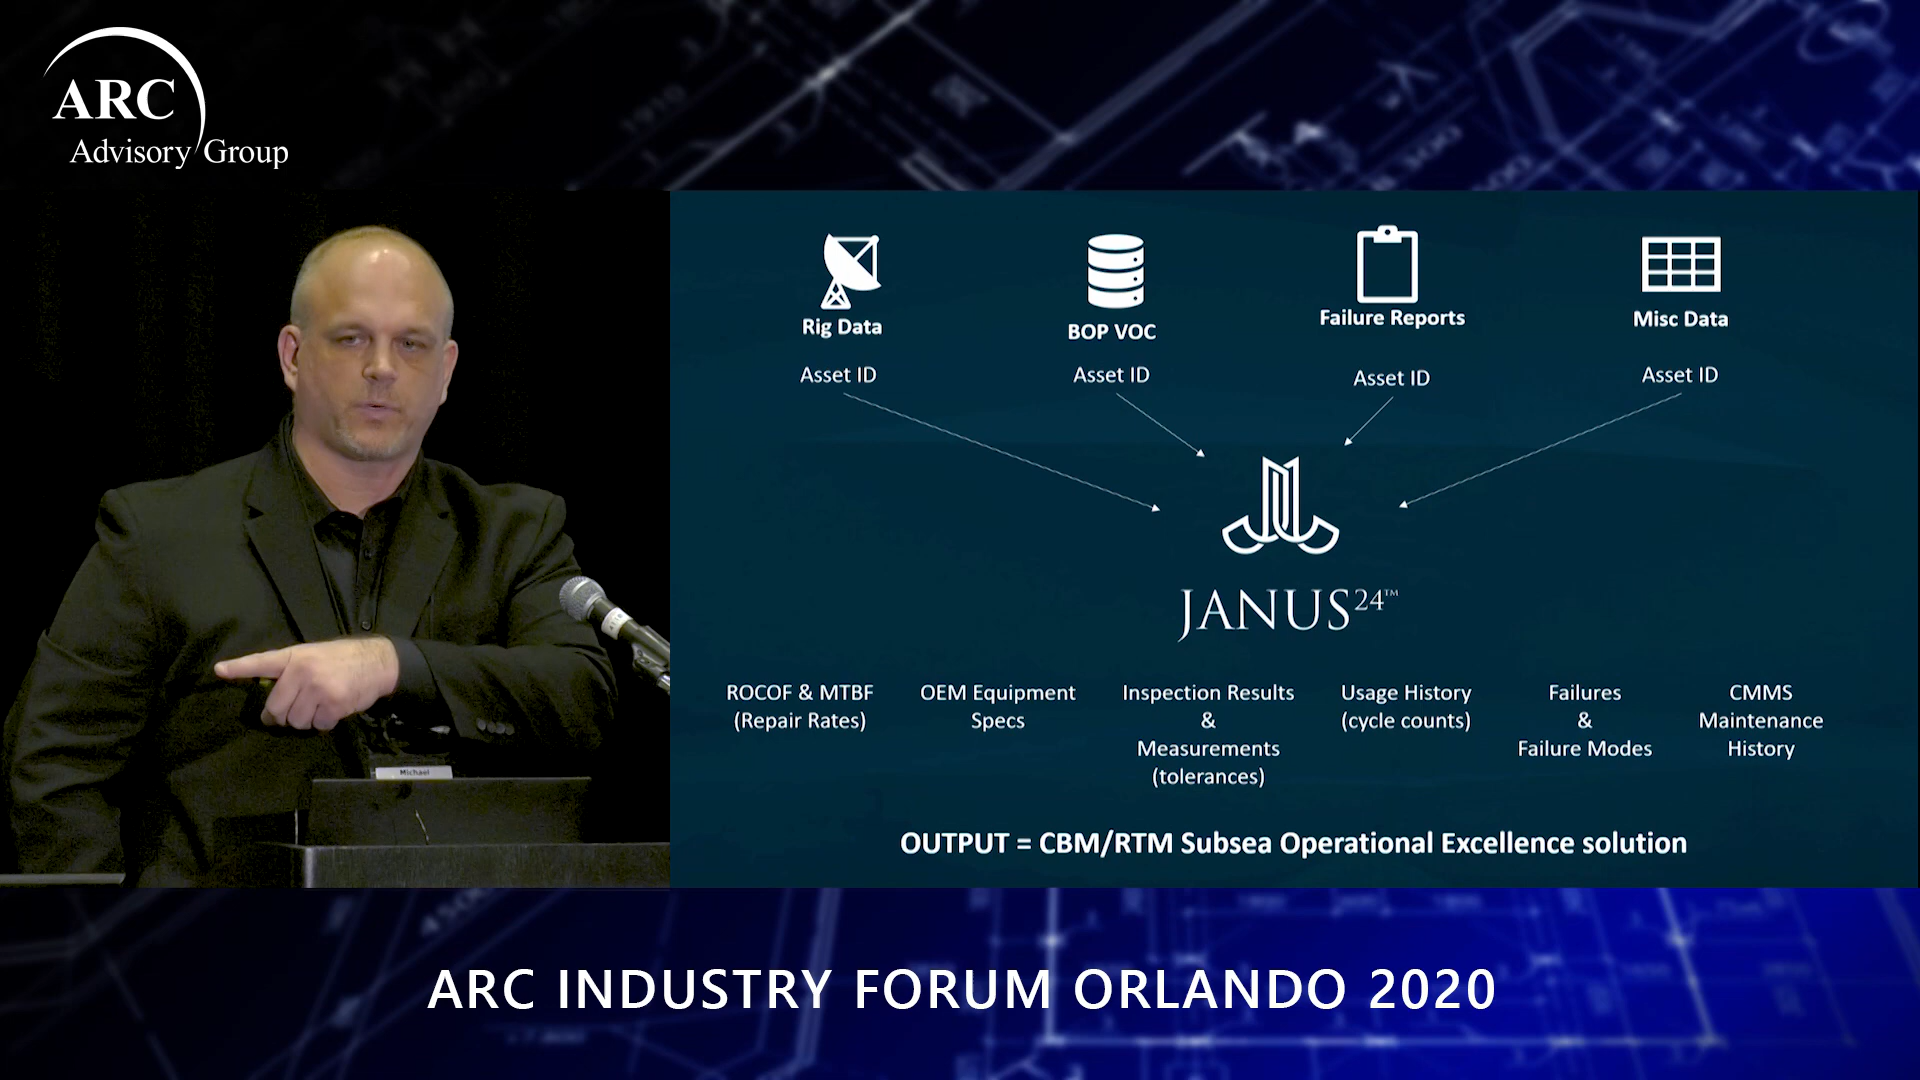 ARC
Advisory Group
Rig Data
BOP VOC
Failure Reports
Misc Data
Asset ID
Asset ID
Asset ID
Asset ID
JANUS24™
ROCOF & MTBF
(Repair Rates)
OEM Equipment
Specs
Inspection Results
&
Measurements
(tolerances)
Usage History
(cycle counts)
Failures
&
Failure Modes
CMMS
Maintenance
History
OUTPUT = CBM/RTM Subsea Operational Excellence solution
Michael
ARC INDUSTRY FORUM ORLANDO 2020